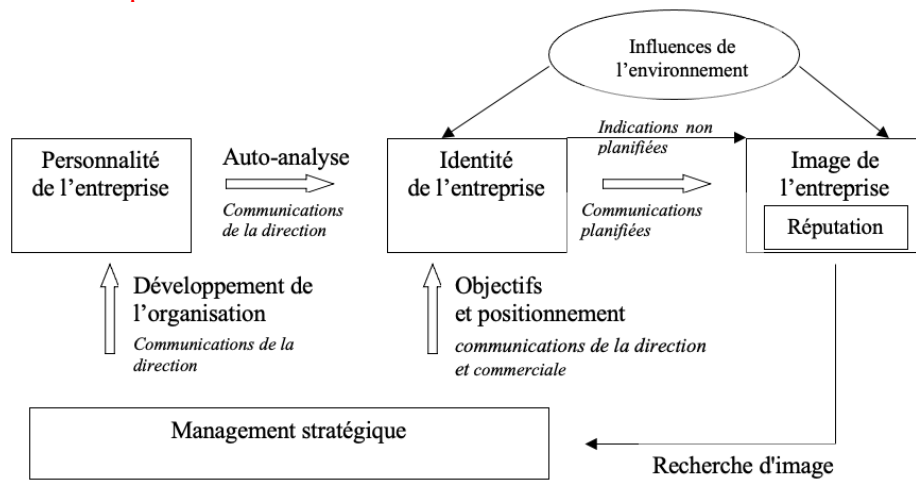 Influences de
l'environnement
Personnalité
de l'entreprise
Auto-analyse
Communications
de la direction
Identité
de l'entreprise
Indications non
planifiées
Communications
planifiées
Image de
l'entreprise
Réputation
Développement de
l'organisation
Communications de la
direction
Objectifs
et positionnement
communications de la direction
et commerciale
Management stratégique
Recherche d'image